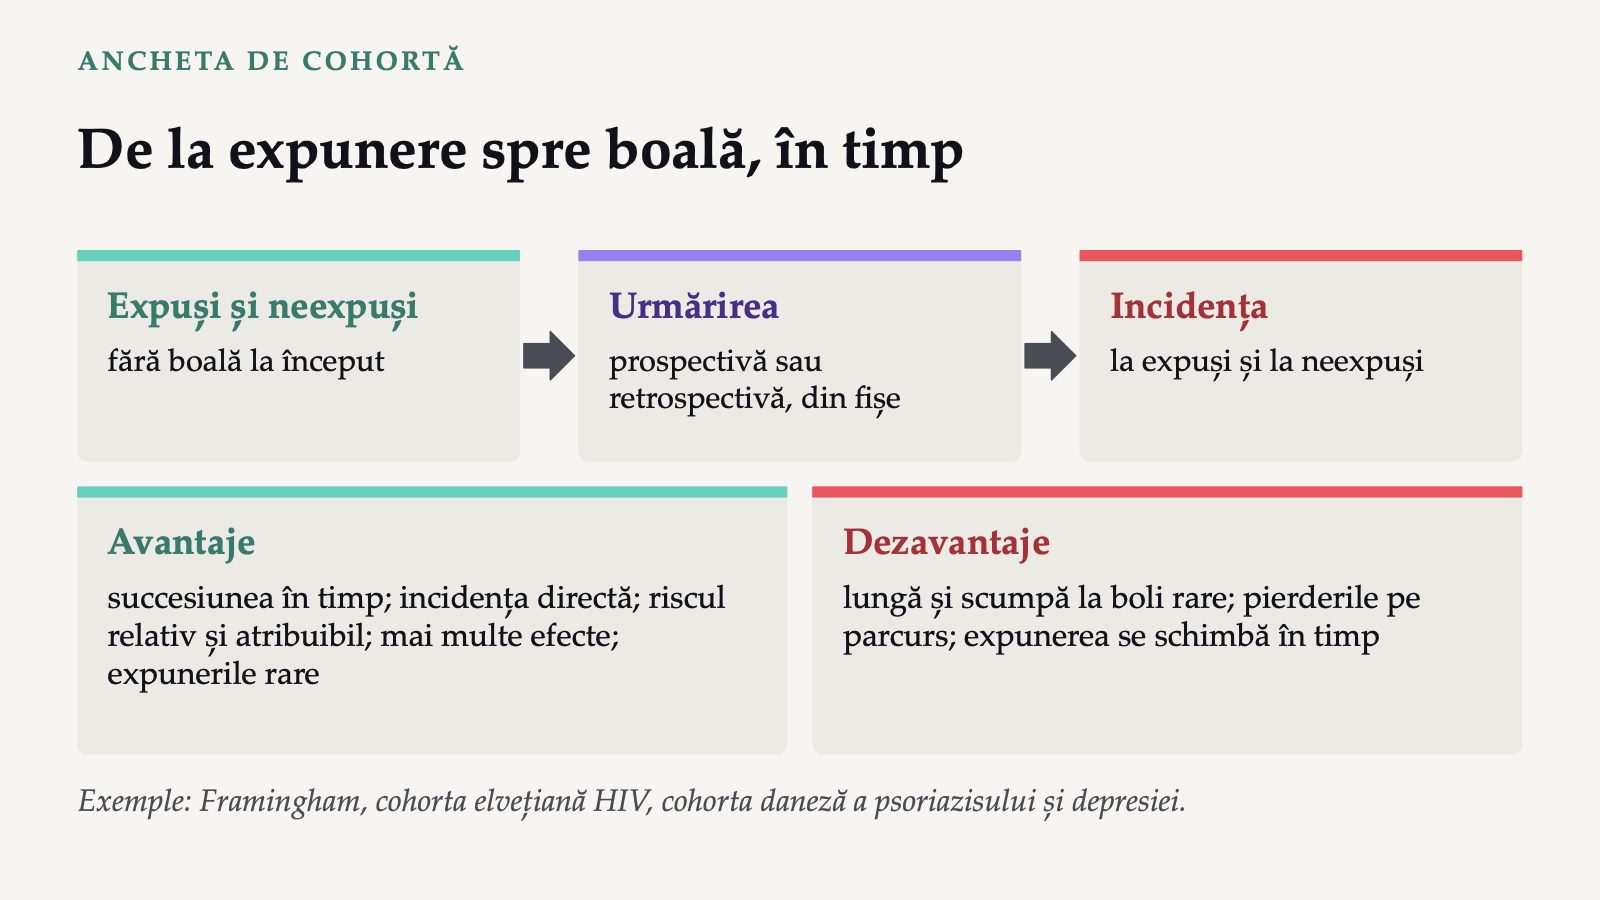 ANCHETA DE COHORTĂ
De la expunere spre boală, în timp
Expuși și neexpuși
fără boală la început
Urmărirea
prospectivă sau
retrospectivă, din fișe
Incidența
la expuși și la neexpuși
Avantaje
succesiunea în timp; incidența directă; riscul
relativ și atribuibil; mai multe efecte;
expunerile rare
Dezavantaje
lungă și scumpă la boli rare; pierderile pe
parcurs; expunerea se schimbă în timp
Exemple: Framingham, cohorta elvețiană HIV, cohorta daneză a psoriazisului și depresiei.